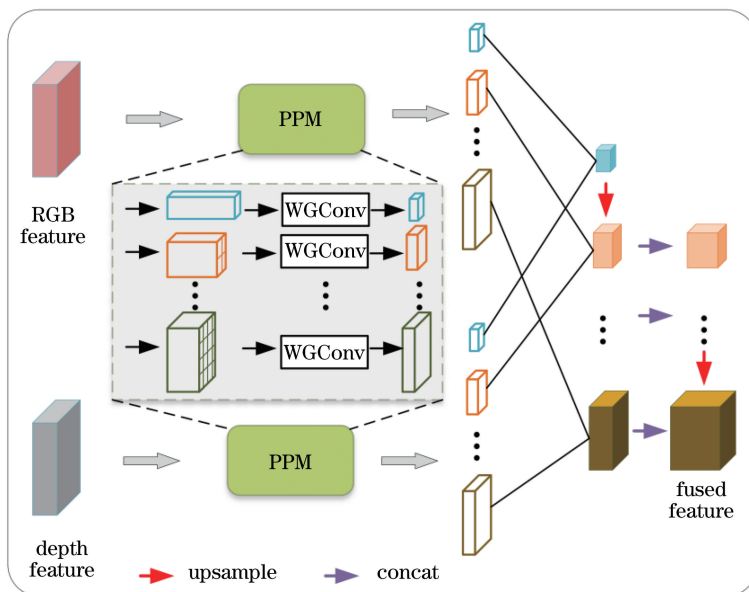 PPM
RGB
feature
WGConv
WGConv
WGConv
PPM
depth
feature
fused
feature
upsample
concat